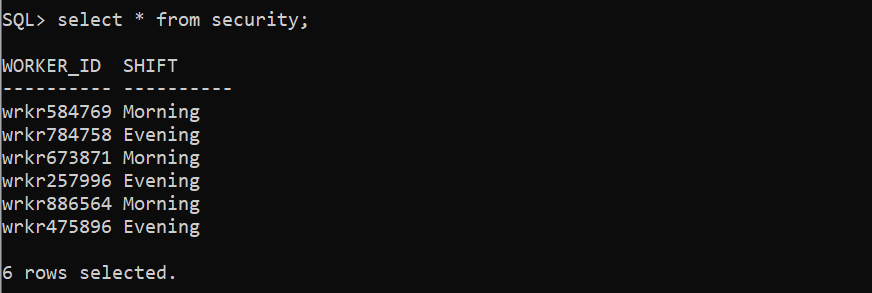 SQL> select * from security;
WORKER_ID SHIFT
---------- ----------
wrkr584769 Morning
wrkr784758 Evening
wrkr673871 Morning
wrkr257996 Evening
wrkr886564 Morning
wrkr475896 Evening
6 rows selected.